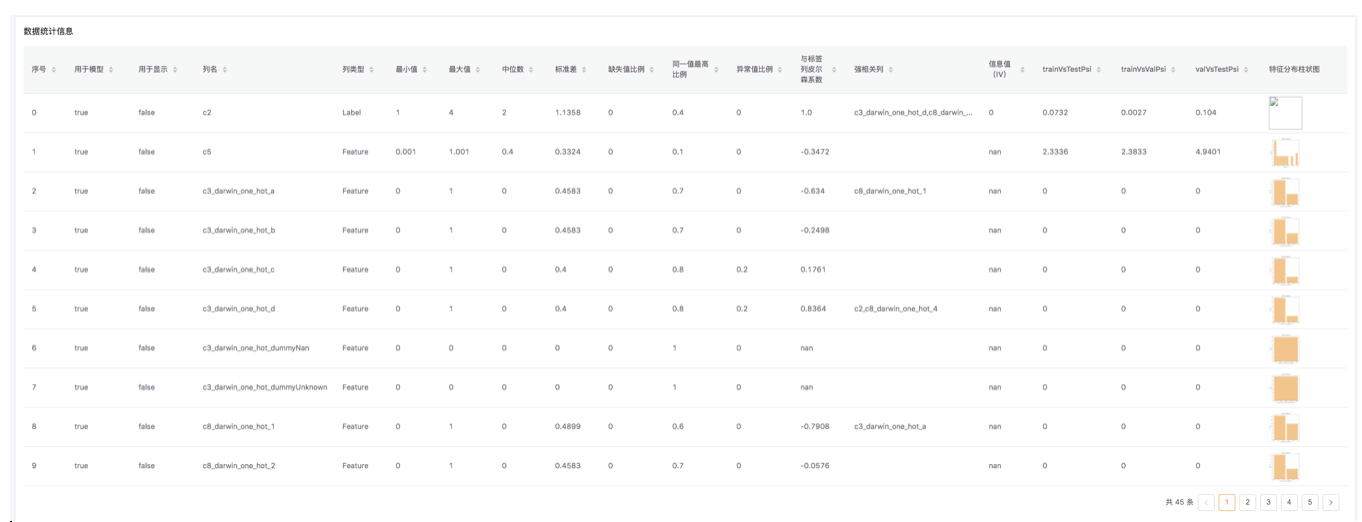 数据统计信息
序号 用于模型 用于显示 列名 列类型 最小值 最大值 中位数 标准差 缺失值比例 同一值最高比例 异常值比例 与标签列皮尔森系数 强相关列 信息值(IV) trainVsTestPsi trainVsValPsi valVsTestPsi 特征分布柱状图
0 true false c2 Label 1 4 2 1.1358 0 0.4 0 1.0 c3_darwin_one_hot_d,c8_darwin_... 0 0.0732 0.0027 0.104
1 true false c5 Feature 0.001 1.001 0.4 0.3324 0 0.1 0 -0.3472 nan 2.3336 2.3833 4.9401
2 true false c3_darwin_one_hot_a Feature 0 1 0 0.4583 0 0.7 0 -0.634 c8_darwin_one_hot_1 nan 0 0 0
3 true false c3_darwin_one_hot_b Feature 0 1 0 0.4583 0 0.7 0 -0.2498 nan 0 0 0
4 true false c3_darwin_one_hot_c Feature 0 1 0 0.4 0 0.8 0.2 0.1761 nan 0 0 0
5 true false c3_darwin_one_hot_d Feature 0 1 0 0.4 0 0.8 0.2 0.8364 c2,c8_darwin_one_hot_4 nan 0 0 0
6 true false c3_darwin_one_hot_dummyNan Feature 0 0 0 0 0 1 0 nan nan 0 0 0
7 true false c3_darwin_one_hot_dummyUnknown Feature 0 0 0 0 0 1 0 nan nan 0 0 0
8 true false c8_darwin_one_hot_1 Feature 0 1 0 0.4899 0 0.6 0 -0.7908 c3_darwin_one_hot_a nan 0 0 0
9 true false c8_darwin_one_hot_2 Feature 0 1 0 0.4583 0 0.7 0 -0.0576 nan 0 0 0
共 45 条 < 1 2 3 4 5 >